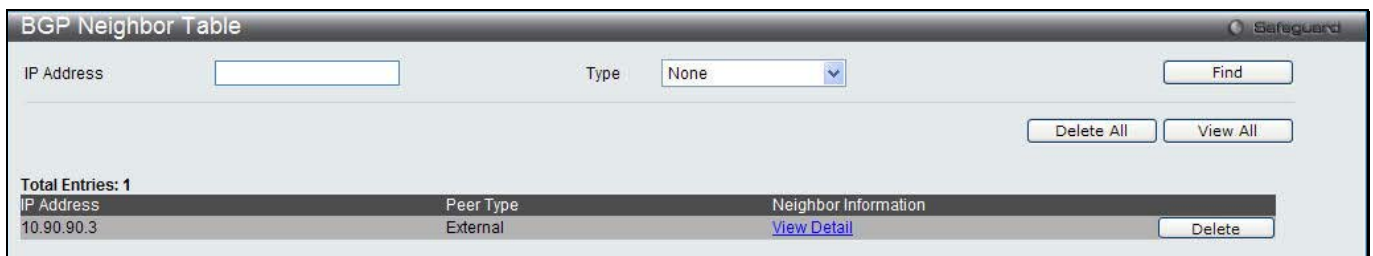 BGP Neighbor Table
Safeguard
IP Address
Type
None
Find
Delete All
View All
Total Entries: 1
IP Address Peer Type Neighbor Information
10.90.90.3 External View Detail Delete